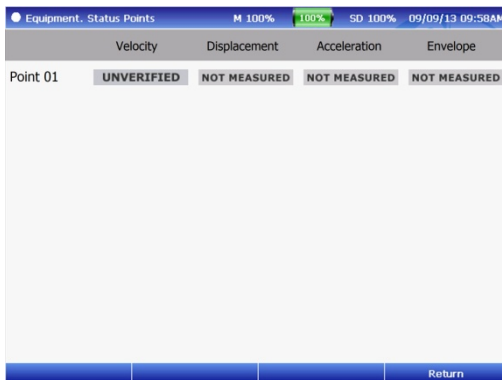 Equipment. Status Points M 100% 100% SD 100% 09/09/13 09:58AM
Velocity Displacement Acceleration Envelope
Point 01 UNVERIFIED NOT MEASURED NOT MEASURED NOT MEASURED
Return